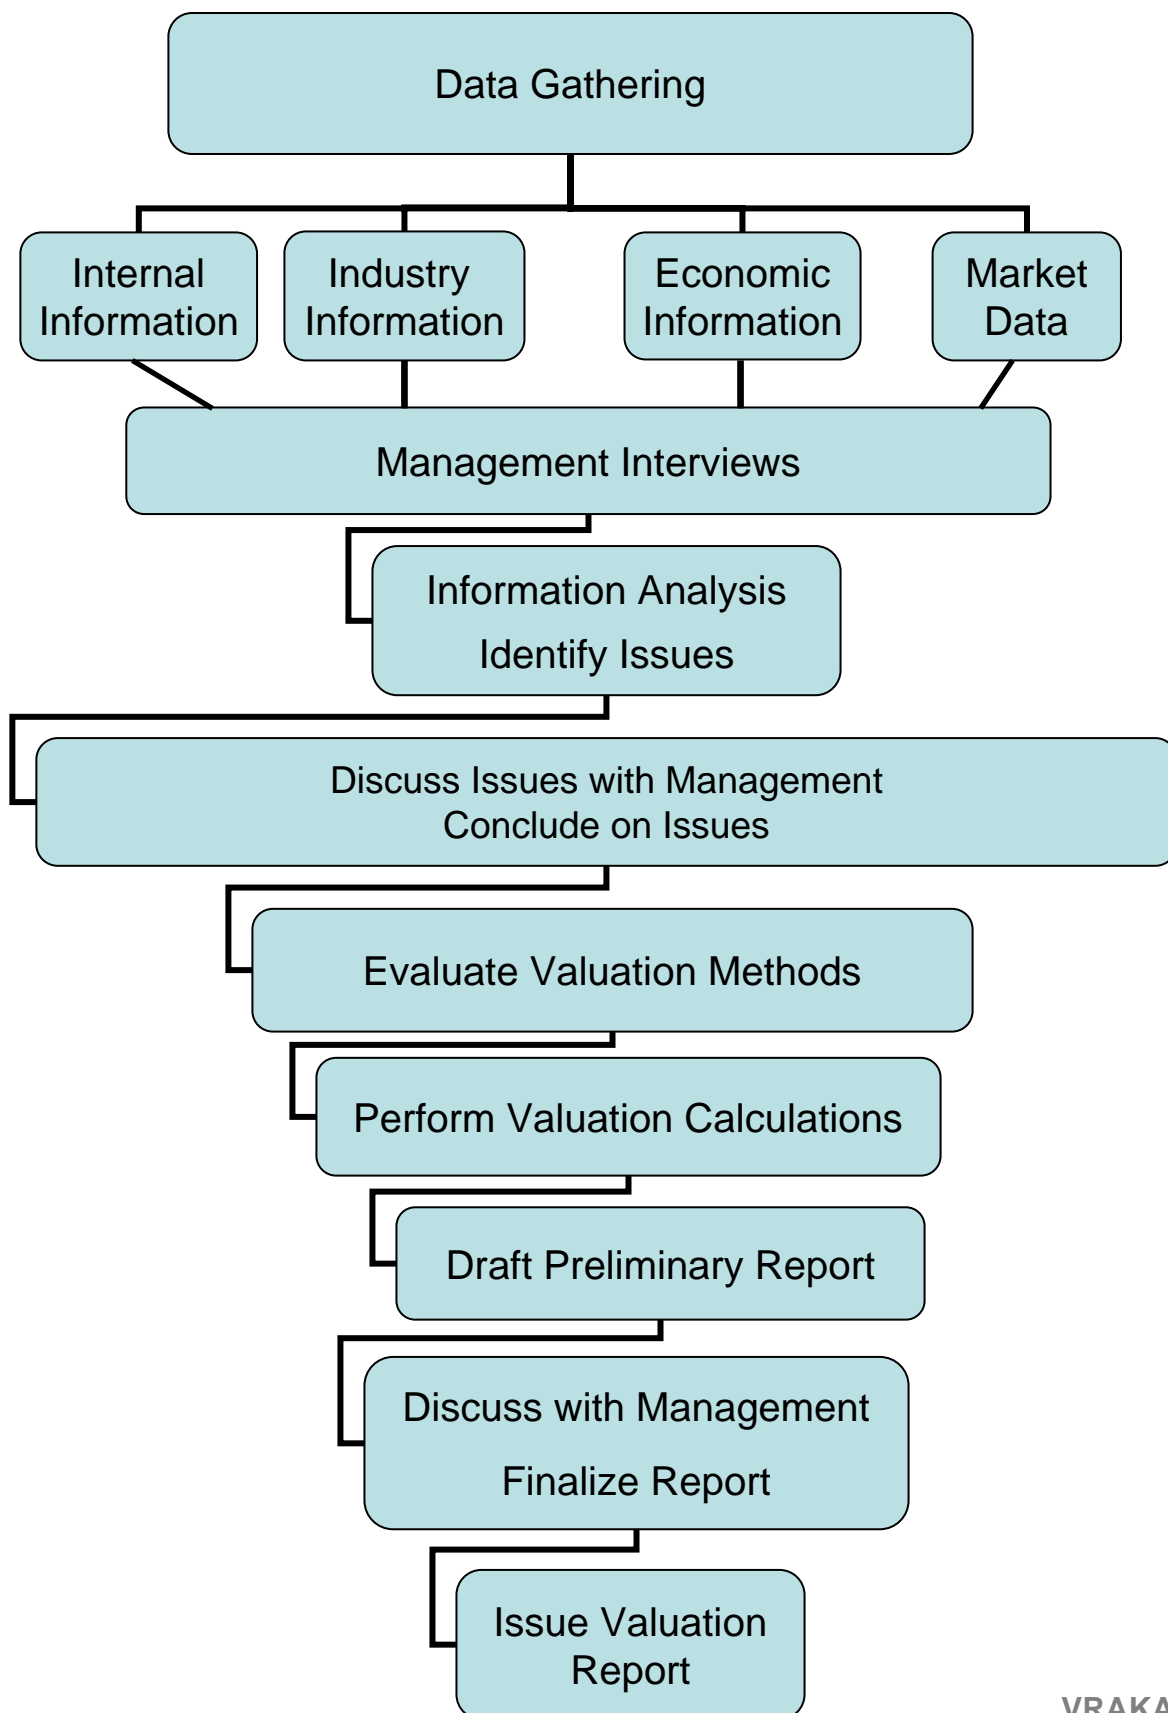 Data Gathering
Internal
Information
Industry
Information
Economic
Information
Market
Data
Management Interviews
Information Analysis
Identify Issues
Discuss Issues with Management
Conclude on Issues
Evaluate Valuation Methods
Perform Valuation Calculations
Draft Preliminary Report
Discuss with Management
Finalize Report
Issue Valuation
Report